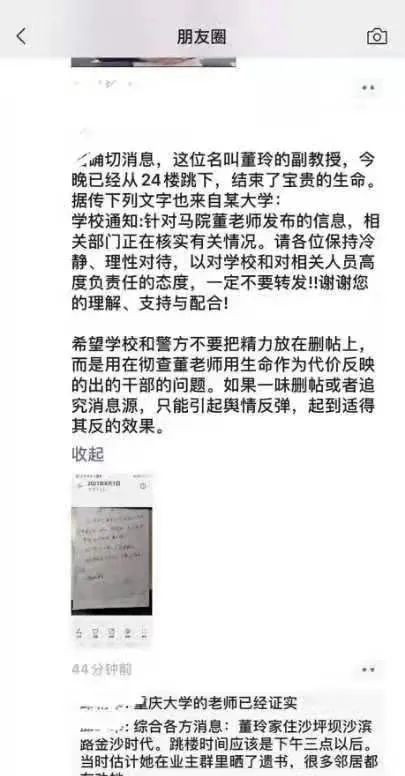 朋友圈
确切消息，这位名叫董玲的副教授，今
晚已经从24楼跳下，结束了宝贵的生命。
据传下列文字也来自某大学：
学校通知:针对马院董老师发布的信息，相
关部门正在核实有关情况。请各位保持冷
静、理性对待，以对学校和对相关人员高
度负责任的态度，一定不要转发!!谢谢您
的理解、支持与配合!
希望学校和警方不要把精力放在删帖上，
而是用在彻查董老师用生命作为代价反映
的出的干部的问题。如果一味删帖或者追
究消息源，只能引起舆情反弹，起到适得
其反的效果。
收起
44分钟前
重庆大学的老师已经证实
: 综合各方消息：董玲家住沙坪坝沙滨
路金沙时代。跳楼时间应该是下午三点以后。
当时估计她在业主群里晒了遗书，很多邻居都